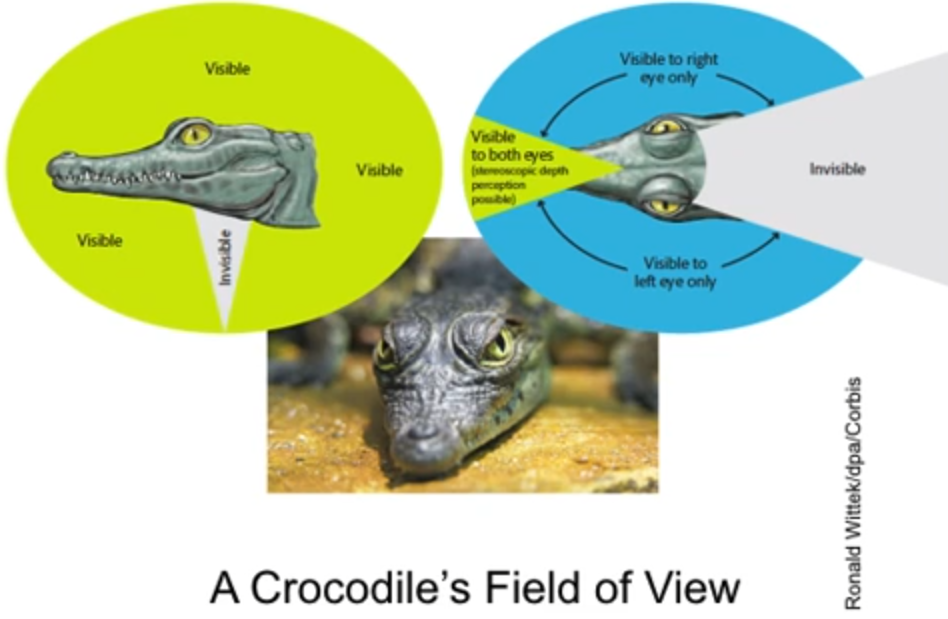 Visible
Visible
Visible
Invisible
Visible to right
eye only
Visible
to both eyes
(stereoscopic depth
perception
possible)
Invisible
Visible to
left eye only
Ronald Wittek/dpa/Corbis
A Crocodile's Field of View